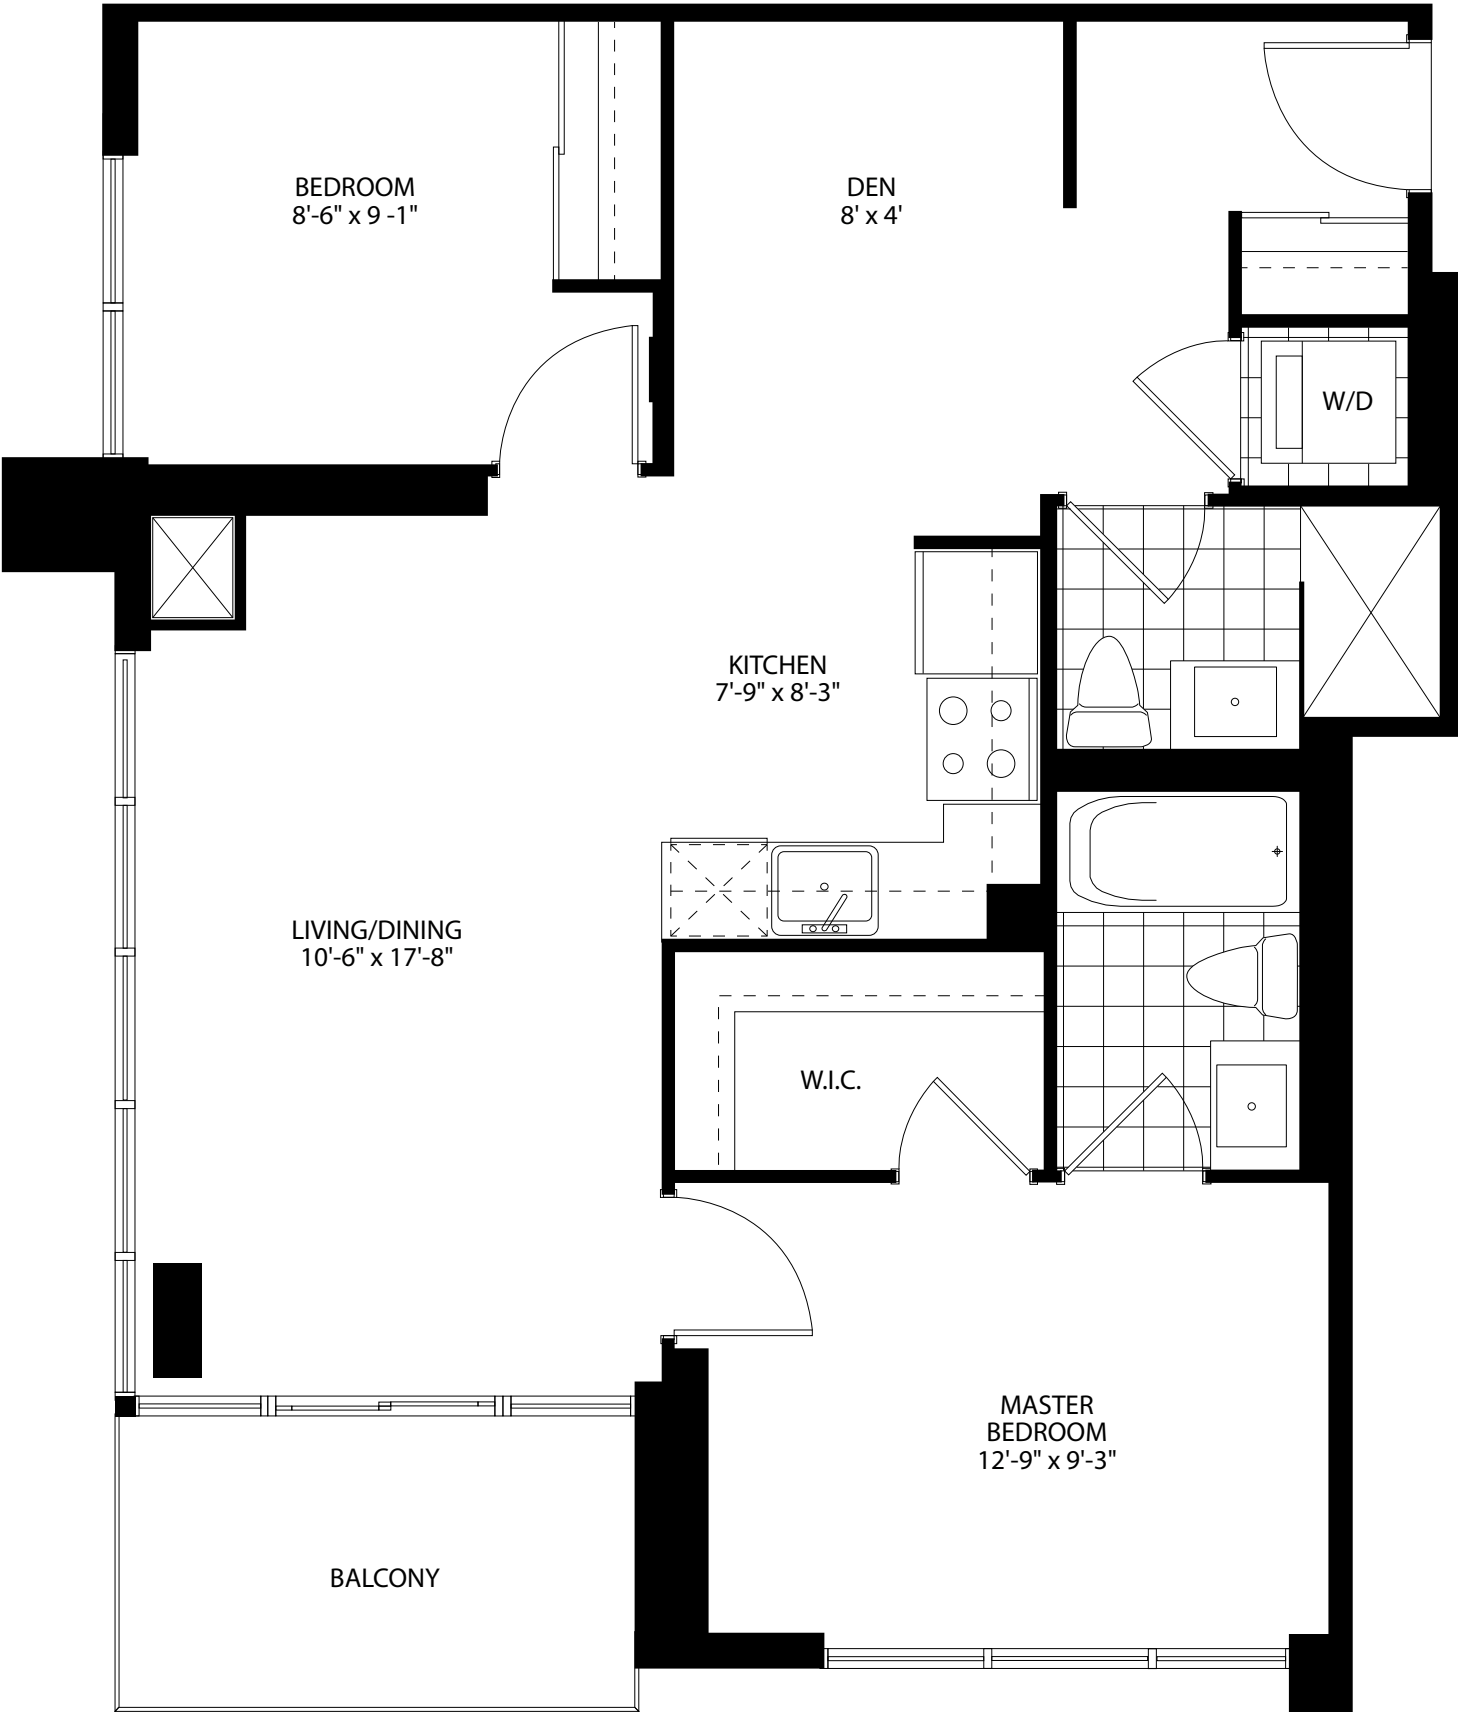 BEDROOM
8'-6" x 9 -1"
DEN
8' x 4'
W/D
KITCHEN
7'-9" x 8'-3"
LIVING/DINING
10'-6" x 17'-8"
W.I.C.
MASTER
BEDROOM
12'-9" x 9'-3"
BALCONY